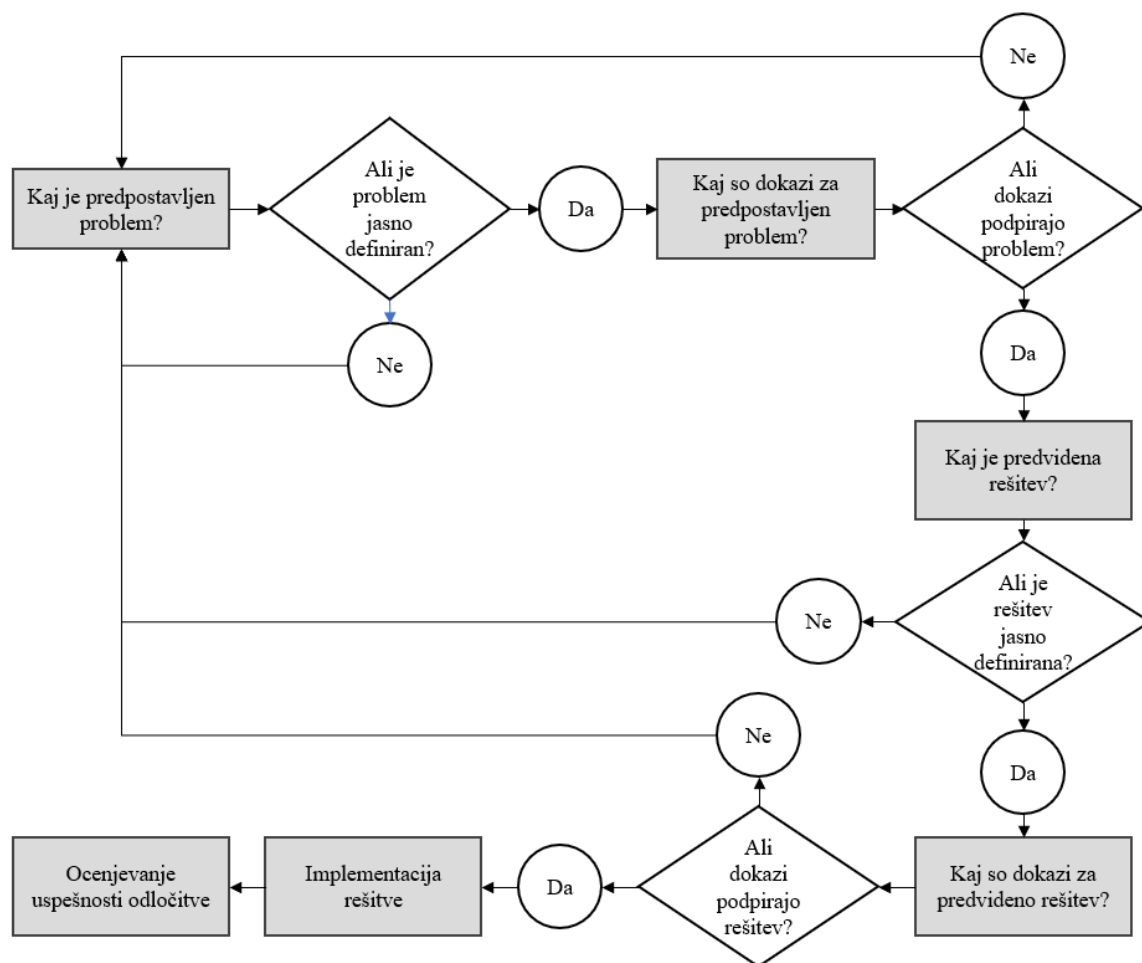 Ne
Kaj je predpostavljen
problem?
Ali je
problem
jasno
definiran?
Da
Kaj so dokazi za
predpostavljen
problem?
Ali
dokazi
podpirajo
problem?
Ne
Da
Kaj je predvidena
rešitev?
Ali je
rešitev
jasno
definirana?
Ne
Da
Kaj so dokazi za
predvideno rešitev?
Ali
dokazi
podpirajo
rešitev?
Ne
Da
Implementacija
rešitve
Ocenjevanje
uspešnosti odločitve